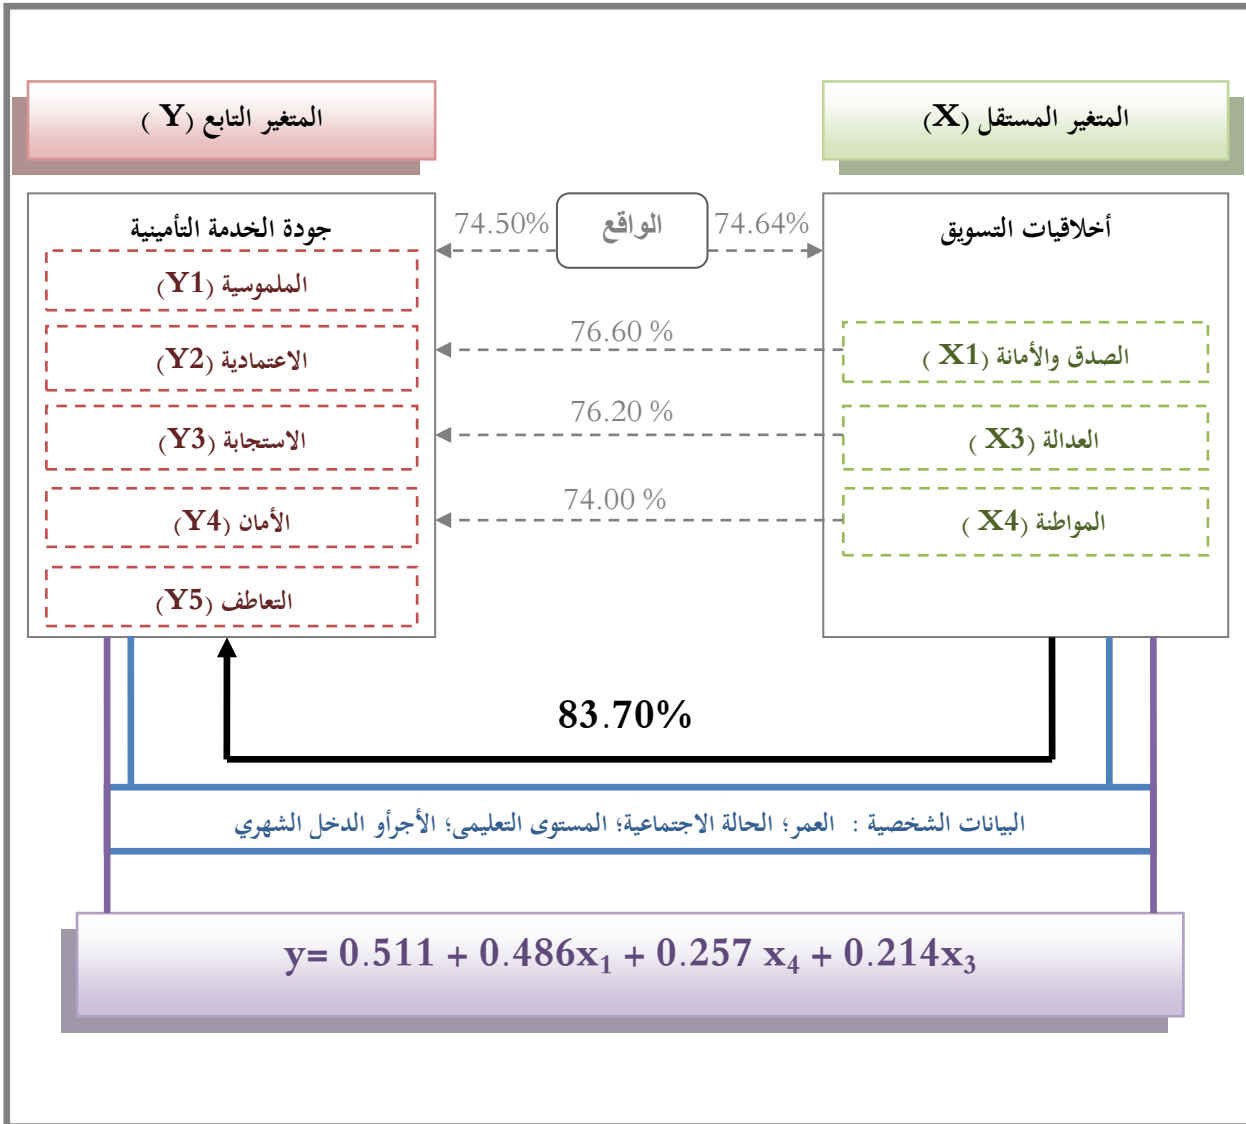 المتغير المستقل (X)
المتغير التابع (Y )
أخلاقيات التسويق
74.64%
الواقع
74.50%
جودة الخدمة التأمينية
الملموسية (Y1)
الصدق والأمانة (X1 )
76.60 %
الاعتمادية (Y2)
العدالة (X3 )
76.20 %
الاستجابة (Y3)
المواطنة (X4 )
74.00 %
الأمان (Y4)
التعاطف (Y5)
83.70%
البيانات الشخصية : العمر؛ الحالة الاجتماعية؛ المستوى التعليمى؛ الأجرأو الدخل الشهري
y= 0.511 + 0.486x₁ + 0.257 x₄ + 0.214x₃